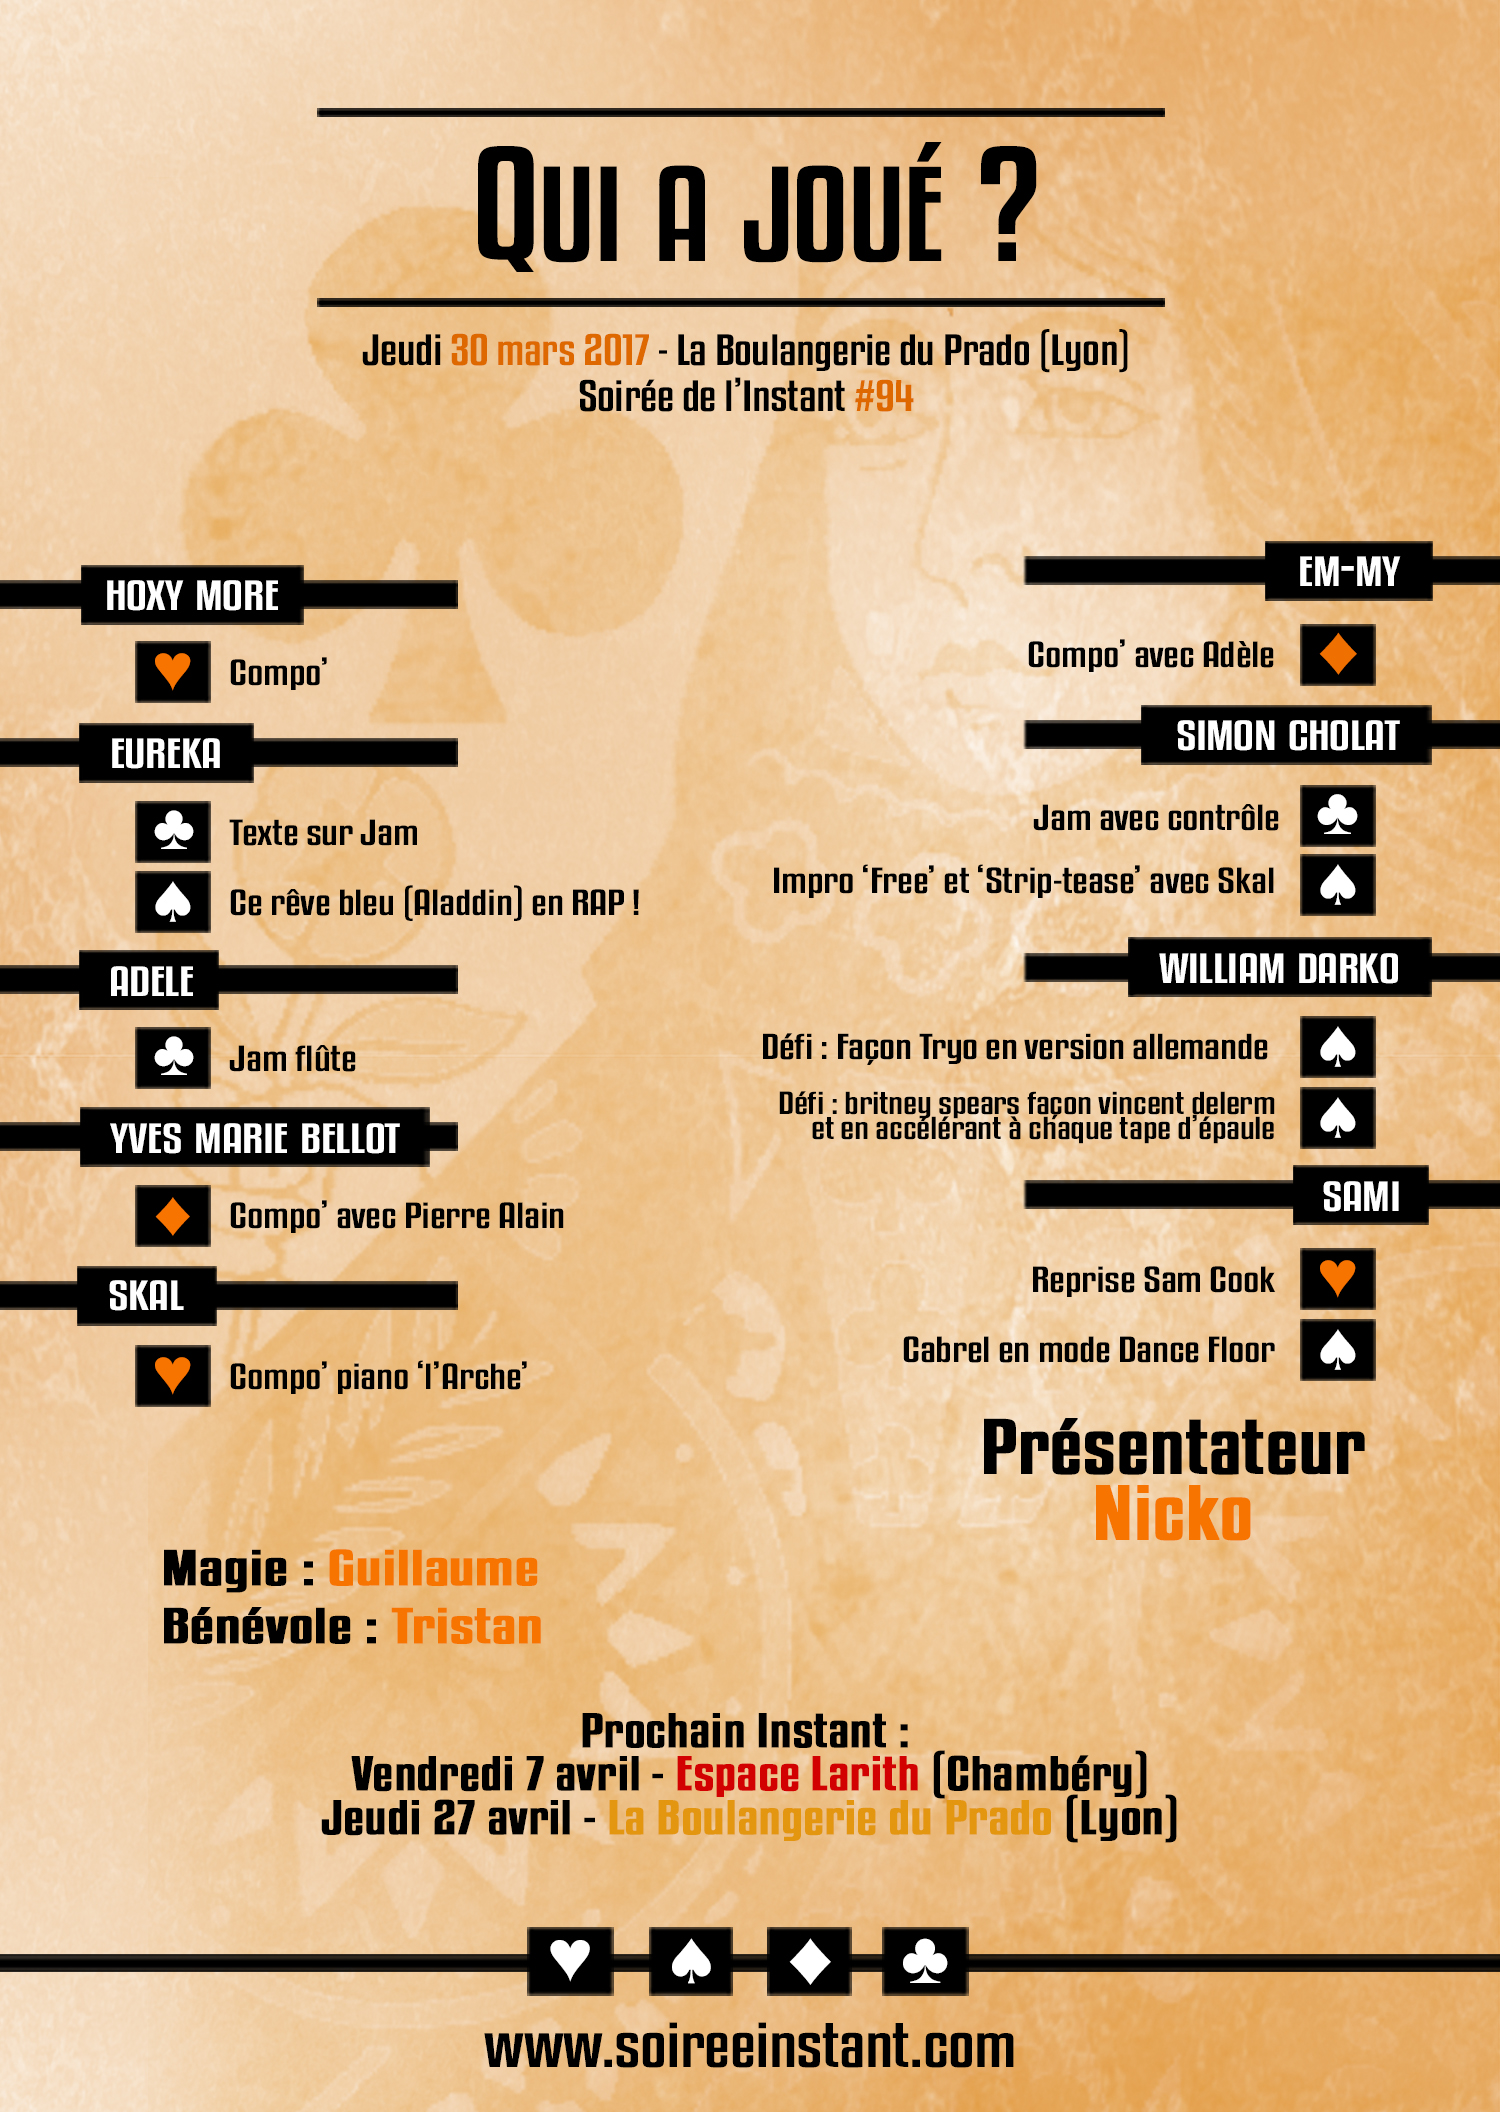 Qui a joué ?
Jeudi 30 mars 2017 - La Boulangerie du Prado (Lyon)
Soirée de l'Instant #94
HOXY MORE
Compo'
EUREKA
Texte sur Jam
Ce rêve bleu (Aladdin) en RAP !
ADELE
Jam flûte
YVES MARIE BELLOT
Compo' avec Pierre Alain
SKAL
Compo' piano 'l'Arche'
EM-MY
Compo' avec Adèle
SIMON CHOLAT
Jam avec contrôle
Impro 'Free' et 'Strip-tease' avec Skal
WILLIAM DARKO
Défi : Façon Tryo en version allemande
Défi : britney spears façon vincent delerm
et en accélérant à chaque tape d'épaule
SAMI
Reprise Sam Cook
Cabrel en mode Dance Floor
Présentateur
Nicko
Magie : Guillaume
Bénévole : Tristan
Prochain Instant :
Vendredi 7 avril - Espace Larith (Chambéry)
Jeudi 27 avril - La Boulangerie du Prado (Lyon)
www.soireeinstant.com